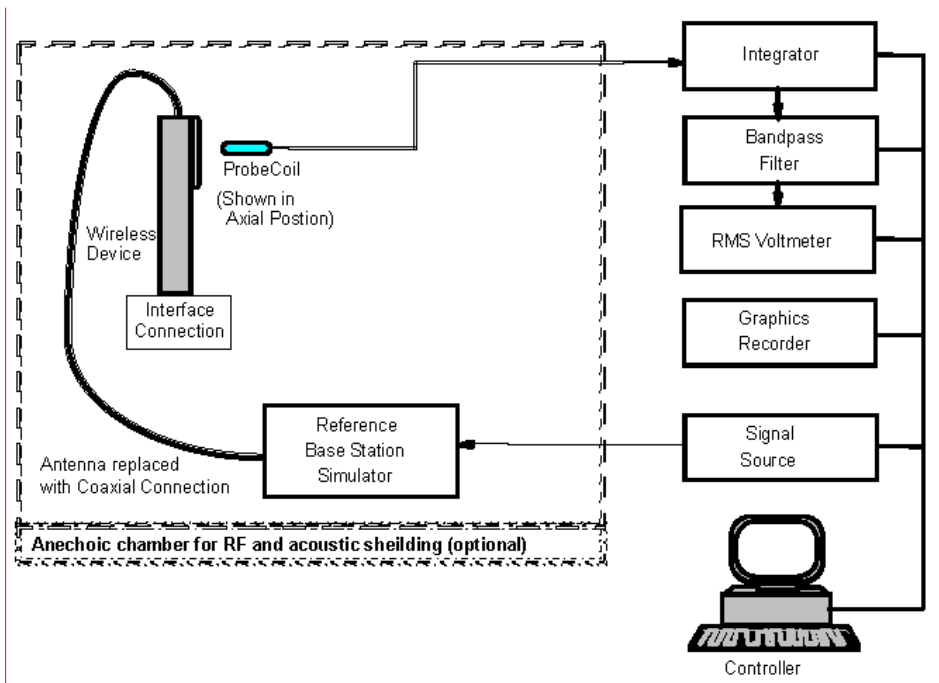 Integrator
Bandpass
Filter
RMS Voltmeter
Graphics
Recorder
Signal
Source
Controller
ProbeCoil
(Shown in
Axial Postion)
Wireless
Device
Interface
Connection
Reference
Base Station
Simulator
Antenna replaced
with Coaxial Connection
Anechoic chamber for RF and acoustic sheilding (optional)